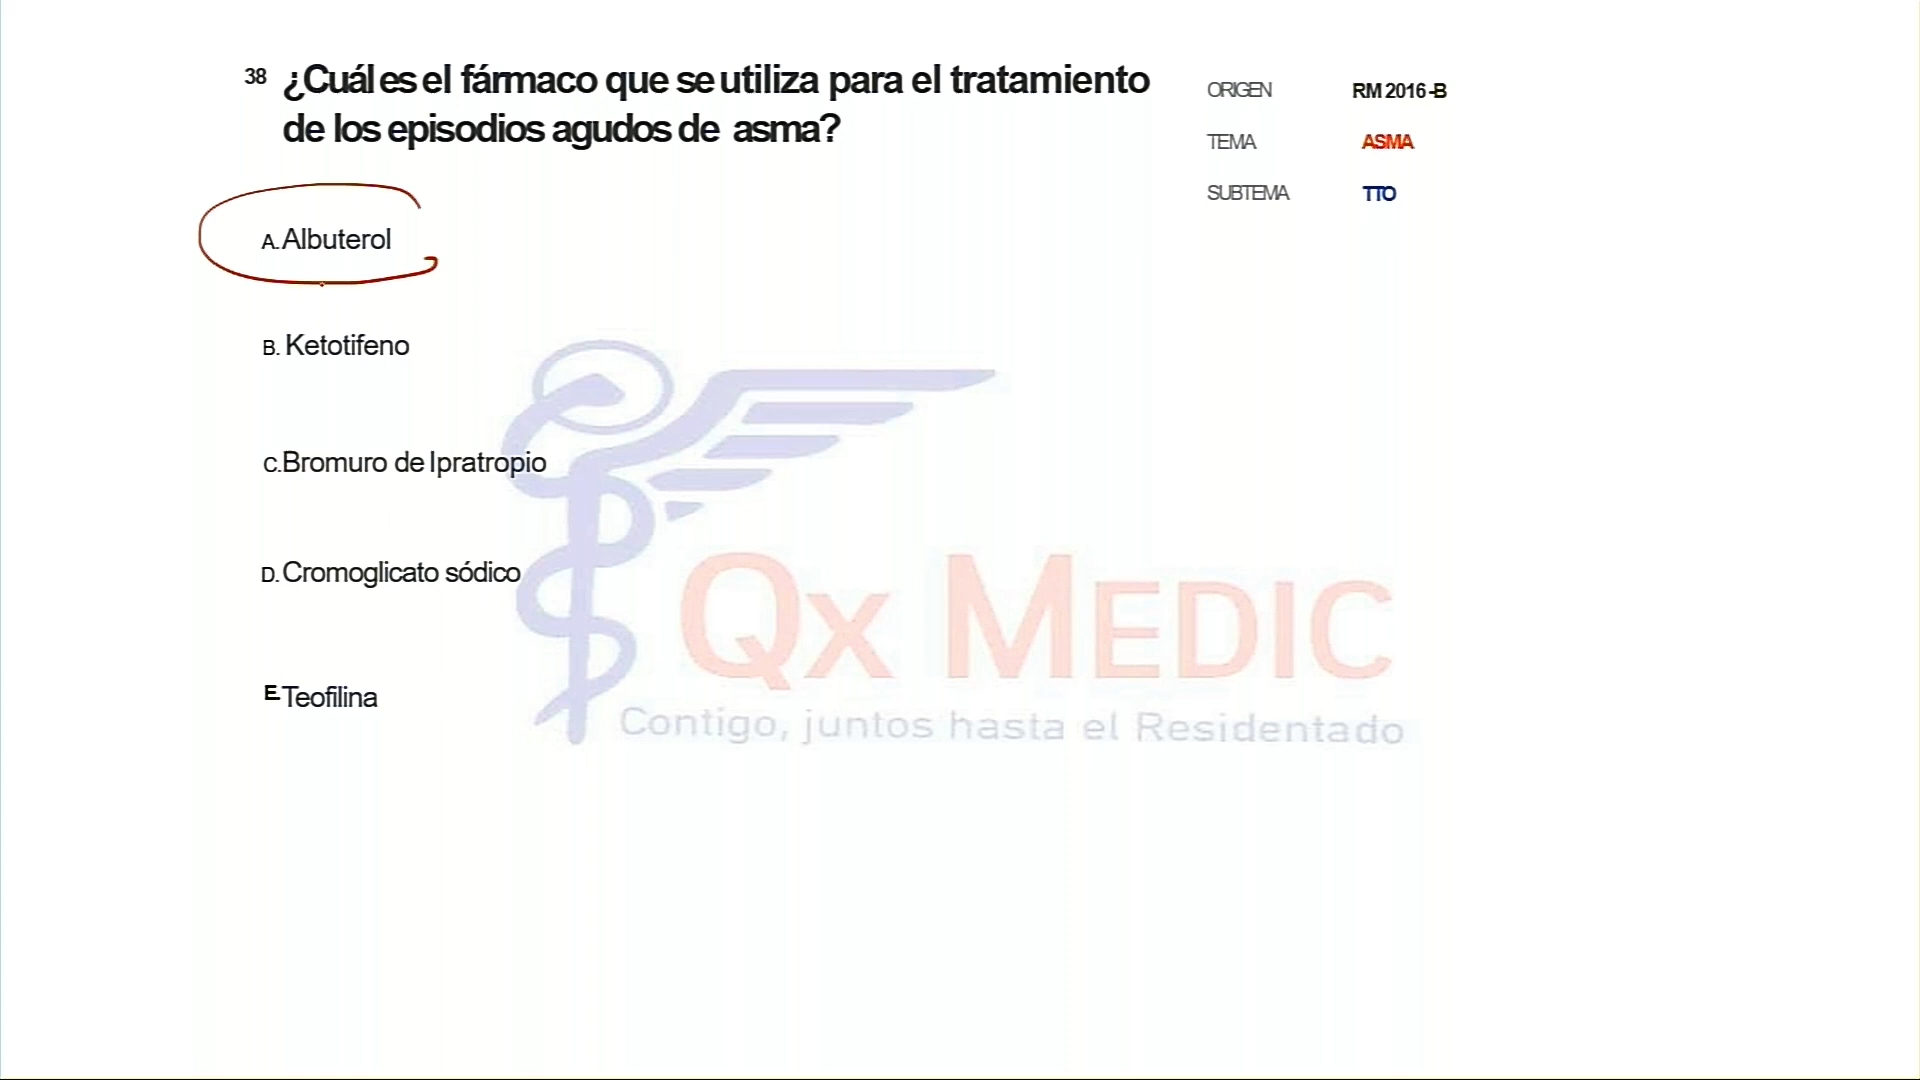 38 ¿Cuál es el fármaco que se utiliza para el tratamiento
de los episodios agudos de asma?
ORIGEN RM 2016-B
TEMA ASMA
SUBTEMA TTO
A. Albuterol
B. Ketotifeno
C. Bromuro de Ipratropio
D. Cromoglicato sódico
E. Teofilina
Qx MEDIC
Contigo, juntos hasta el Residentado